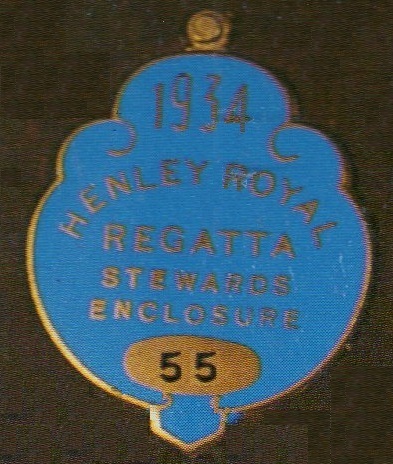 1934
HENLEY ROYAL
REGATTA
STEWARDS
ENCLOSURE
55